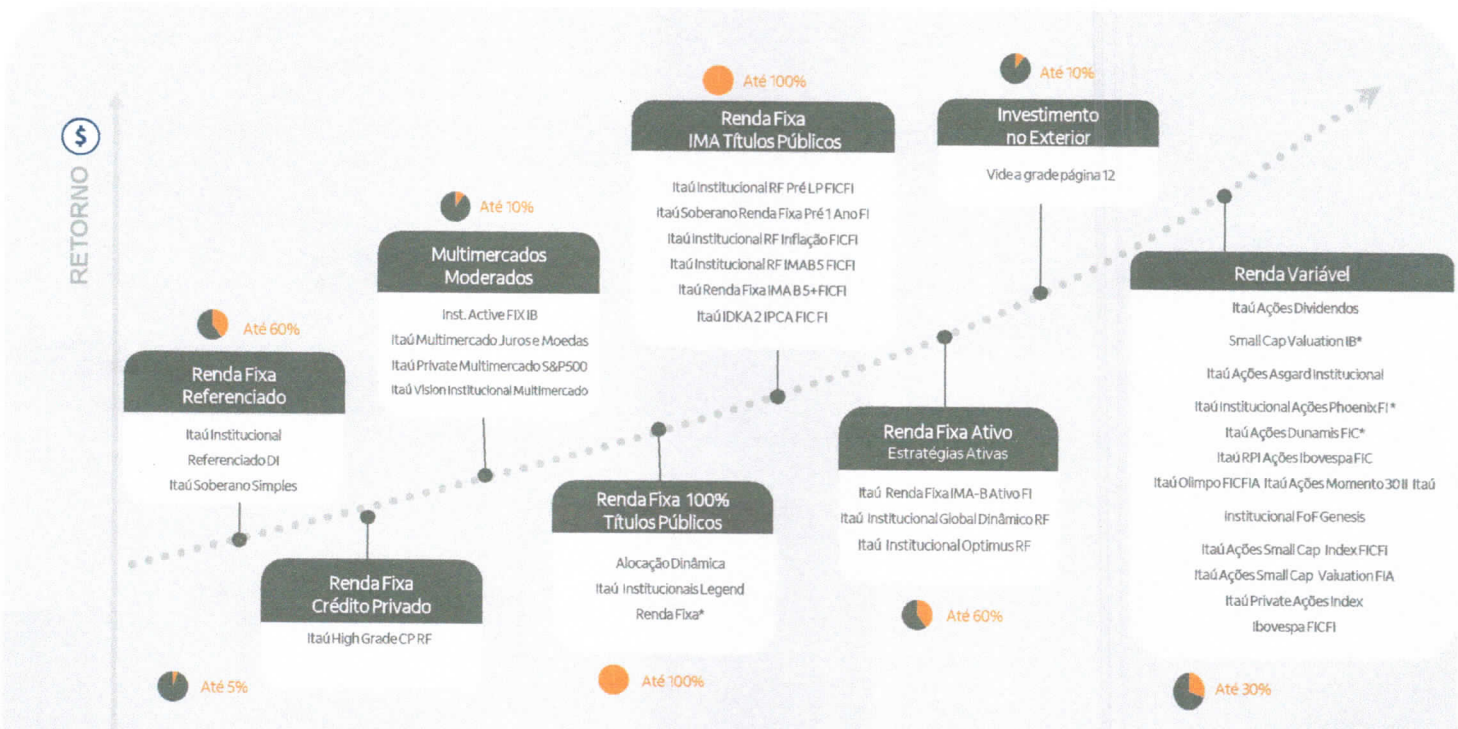 RETORNO
$
Até 60%
Renda Fixa
Referenciado
Itaú Institucional
Referenciado DI
Itaú Soberano Simples
Renda Fixa
Crédito Privado
Itaú High Grade CP RF
Até 5%
Até 10%
Multimercados
Moderados
Inst. Active FIX IB
Itaú Multimercado Juros e Moedas
Itaú Private Multimercado S&P500
Itaú Vision Institucional Multimercado
Renda Fixa 100%
Títulos Públicos
Alocação Dinâmica
Itaú Institucionais Legend
Renda Fixa*
Até 100%
Até 100%
Renda Fixa
IMA Títulos Públicos
Itaú Institucional RF Pré LP FICFI
Itaú Soberano Renda Fixa Pré 1 Ano FI
Itaú Institucional RF Inflação FICFI
Itaú Institucional RF IMAB5 FICFI
Itaú Renda Fixa IMA B 5+ FICFI
Itaú IDKA 2 IPCA FIC FI
Renda Fixa Ativo
Estratégias Ativas
Itaú Renda Fixa IMA-B Ativo FI
Itaú Institucional Global Dinâmico RF
Itaú Institucional Optimus RF
Até 60%
Até 10%
Investimento
no Exterior
Vide a grade página 12
Renda Variável
Itaú Ações Dividendos
Small Cap Valuation IB*
Itaú Ações Asgard Institucional
Itaú Institucional Ações Phoenix FI *
Itaú Ações Dunamis FIC*
Itaú RPI Ações Ibovespa FIC
Itaú Olimpo FICFIA Itaú Ações Momento 30 II Itaú
Institucional FoF Genesis
Itaú Ações Small Cap Index FICFI
Itaú Ações Small Cap Valuation FIA
Itaú Private Ações Index
Ibovespa FICFI
Até 30%